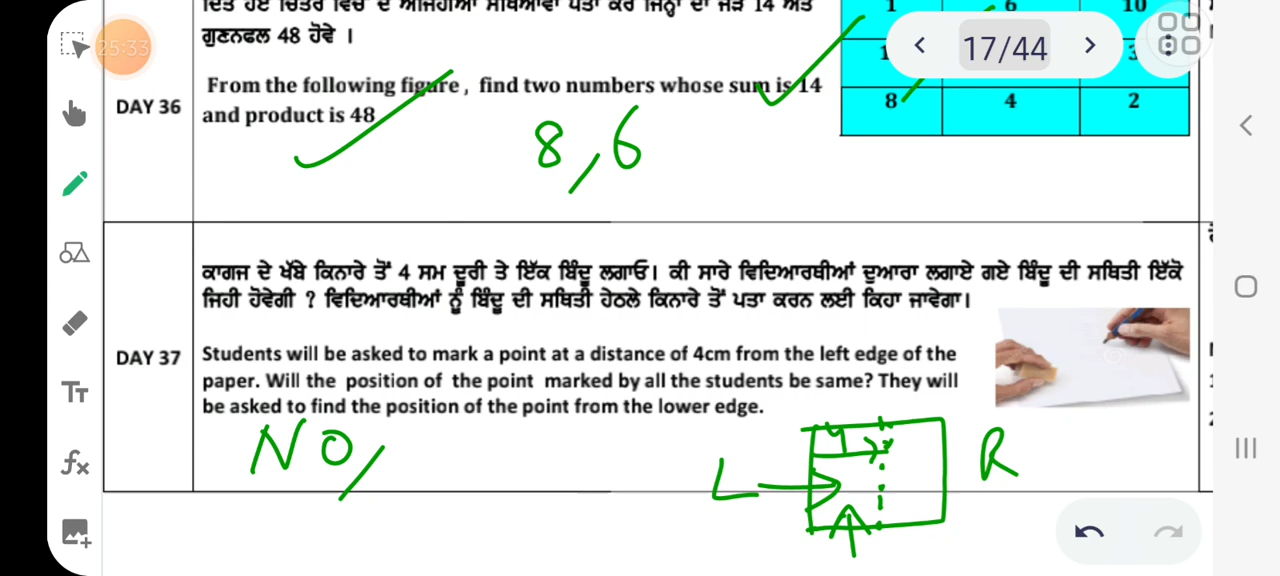 ਗੁਣਨਫਲ 48 ਹੋਵੇ ।
1 6 10
25:33
17/44
From the following figure, find two numbers whose sum is 14
and product is 48
DAY 36
8 4 2
8, 6
ਕਾਗਜ ਦੇ ਖੱਬੇ ਕਿਨਾਰੇ ਤੋਂ 4 ਸਮ ਦੂਰੀ ਤੇ ਇੱਕ ਬਿੰਦੂ ਲਗਾਓ। ਕੀ ਸਾਰੇ ਵਿਦਿਆਰਥੀਆਂ ਦੁਆਰਾ ਲਗਾਏ ਗਏ ਬਿੰਦੂ ਦੀ ਸਥਿਤੀ ਇੱਕੋ
ਜਿਹੀ ਹੋਵੇਗੀ ? ਵਿਦਿਆਰਥੀਆਂ ਨੂੰ ਬਿੰਦੂ ਦੀ ਸਥਿਤੀ ਹੇਠਲੇ ਕਿਨਾਰੇ ਤੋਂ ਪਤਾ ਕਰਨ ਲਈ ਕਿਹਾ ਜਾਵੇਗਾ।
DAY 37
Students will be asked to mark a point at a distance of 4cm from the left edge of the
paper. Will the position of the point marked by all the students be same? They will
be asked to find the position of the point from the lower edge.
NO,
L 4 R
Tт
fx